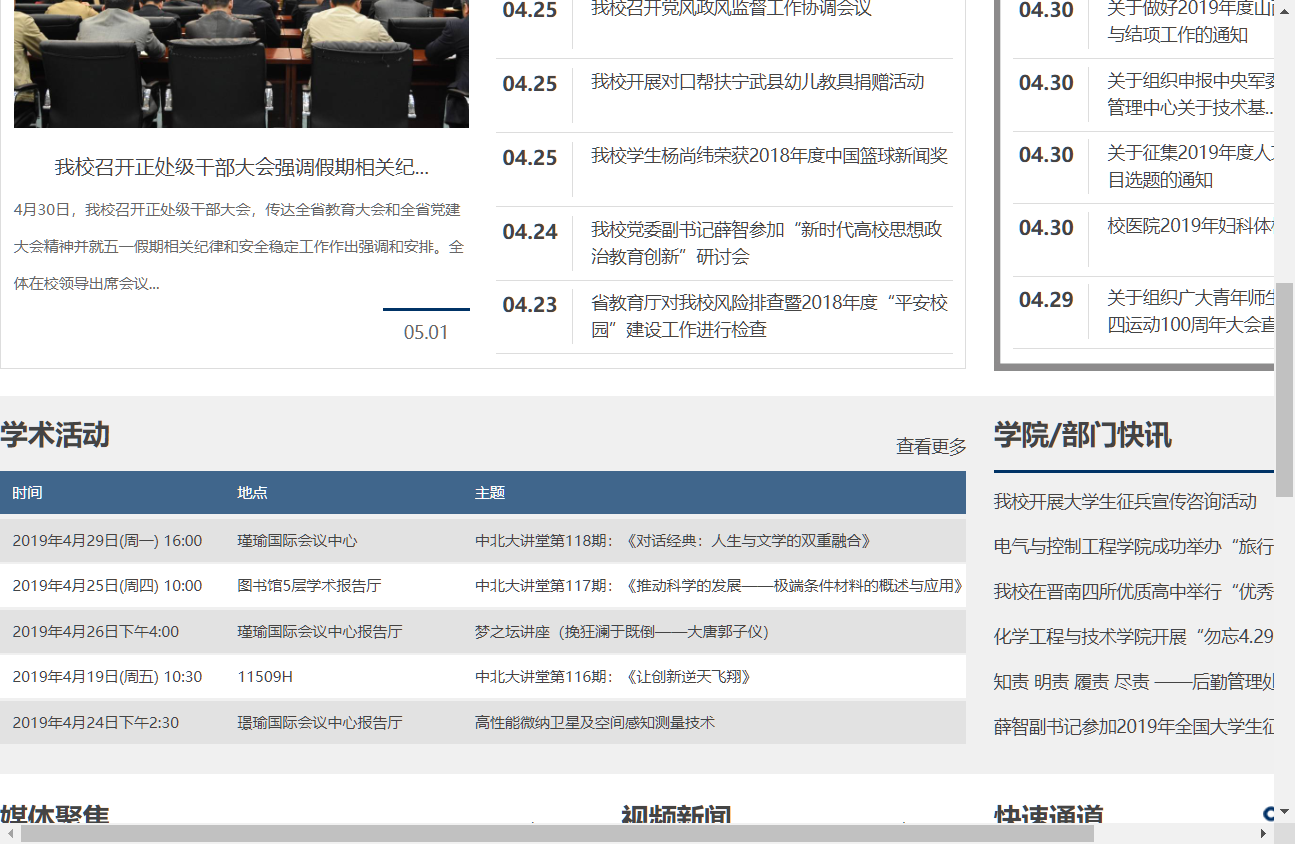 我校召开正处级干部大会强调假期相关纪...
4月30日，我校召开正处级干部大会，传达全省教育大会和全省党建
大会精神并就五一假期相关纪律和安全稳定工作作出强调和安排。全
体在校领导出席会议...
05.01
04.25
我校召开党风政风监督工作协调会议
04.25
我校开展对口帮扶宁武县幼儿教具捐赠活动
04.25
我校学生杨尚纬荣获2018年度中国篮球新闻奖
04.24
我校党委副书记薛智参加“新时代高校思想政
治教育创新”研讨会
04.23
省教育厅对我校风险排查暨2018年度“平安校
园”建设工作进行检查
04.30
关于做好2019年度山
与结项工作的通知
04.30
关于组织申报中央军委
管理中心关于技术基...
04.30
关于征集2019年度人文
目选题的通知
04.30
校医院2019年妇科体
04.29
关于组织广大青年师生
四运动100周年大会直
学术活动
查看更多
时间 地点 主题
2019年4月29日(周一) 16:00 瑾瑜国际会议中心 中北大讲堂第118期：《对话经典：人生与文学的双重融合》
2019年4月25日(周四) 10:00 图书馆5层学术报告厅 中北大讲堂第117期：《推动科学的发展——极端条件材料的概述与应用》
2019年4月26日下午4:00 瑾瑜国际会议中心报告厅 梦之坛讲座（挽狂澜于既倒——大唐郭子仪）
2019年4月19日(周五) 10:30 11509H 中北大讲堂第116期：《让创新逆天飞翔》
2019年4月24日下午2:30 璟瑜国际会议中心报告厅 高性能微纳卫星及空间感知测量技术
学院/部门快讯
我校开展大学生征兵宣传咨询活动
电气与控制工程学院成功举办“旅行
我校在晋南四所优质高中举行“优秀
化学工程与技术学院开展“勿忘4.29
知责 明责 履责 尽责 ——后勤管理处
薛智副书记参加2019年全国大学生征
媒体聚焦
视频新闻
快速通道